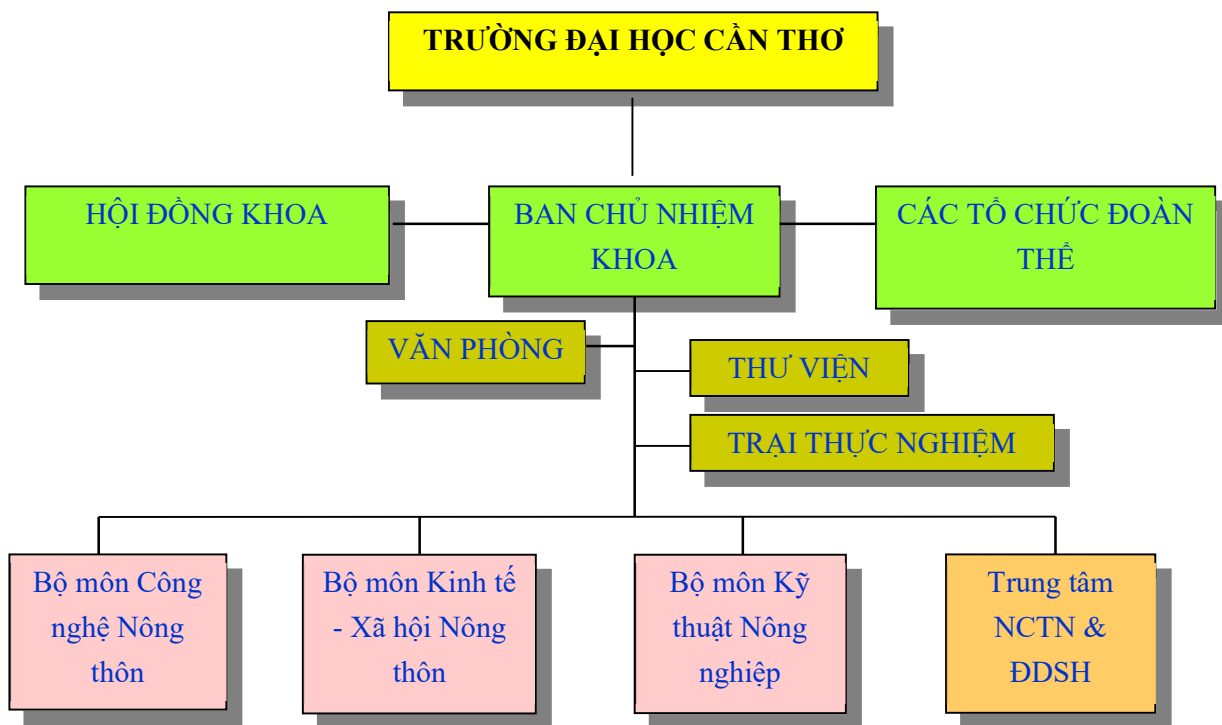 TRƯỜNG ĐẠI HỌC CẦN THƠ
HỘI ĐỒNG KHOA
BAN CHỦ NHIỆM
KHOA
CÁC TỔ CHỨC ĐOÀN
THỂ
VĂN PHÒNG
THƯ VIỆN
TRẠI THỰC NGHIỆM
Bộ môn Công
nghệ Nông
thôn
Bộ môn Kinh tế
- Xã hội Nông
thôn
Bộ môn Kỹ
thuật Nông
nghiệp
Trung tâm
NCTN &
ĐDSH